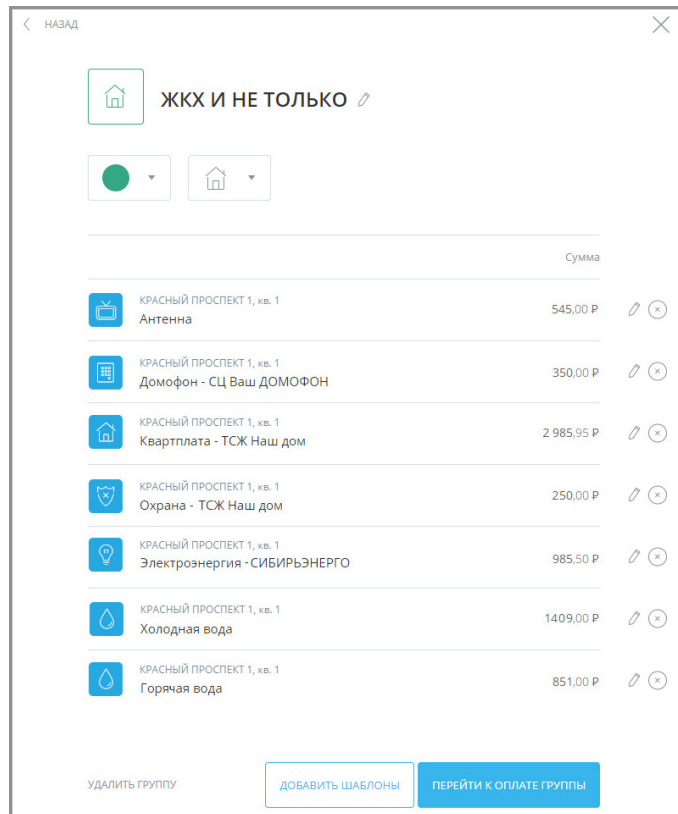 НАЗАД
ЖКХ И НЕ ТОЛЬКО
Сумма
КРАСНЫЙ ПРОСПЕКТ 1, кв. 1
Антенна
545,00 ₽
КРАСНЫЙ ПРОСПЕКТ 1, кв. 1
Домофон - СЦ Ваш ДОМОФОН
350,00 ₽
КРАСНЫЙ ПРОСПЕКТ 1, кв. 1
Квартплата - ТСЖ Наш дом
2 985,95 ₽
КРАСНЫЙ ПРОСПЕКТ 1, кв. 1
Охрана - ТСЖ Наш дом
250,00 ₽
КРАСНЫЙ ПРОСПЕКТ 1, кв. 1
Электроэнергия - СИБИРЬЭНЕРГО
985,50 ₽
КРАСНЫЙ ПРОСПЕКТ 1, кв. 1
Холодная вода
1409,00 ₽
КРАСНЫЙ ПРОСПЕКТ 1, кв. 1
Горячая вода
851,00 ₽
УДАЛИТЬ ГРУППУ
ДОБАВИТЬ ШАБЛОНЫ
ПЕРЕЙТИ К ОПЛАТЕ ГРУППЫ